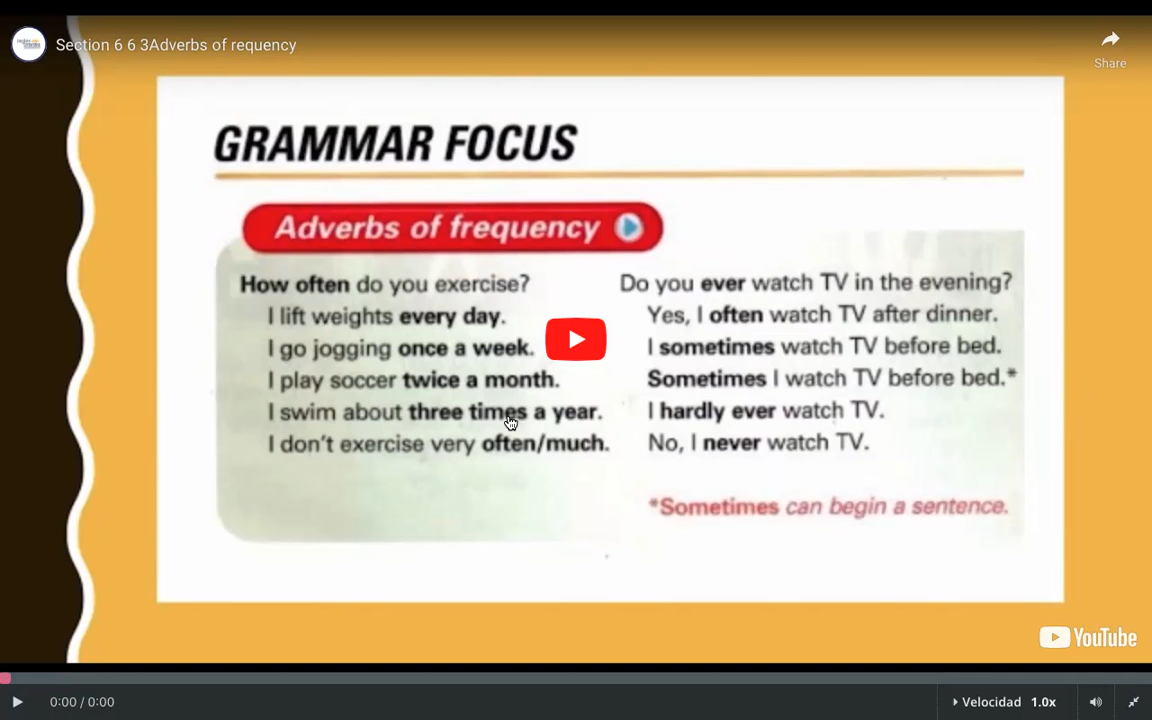 Section 6 6 3Adverbs of requency
Share
GRAMMAR FOCUS
Adverbs of frequency
How often do you exercise?
I lift weights every day.
I go jogging once a week.
I play soccer twice a month.
I swim about three times a year.
I don't exercise very often/much.
Do you ever watch TV in the evening?
Yes, I often watch TV after dinner.
I sometimes watch TV before bed.
Sometimes I watch TV before bed.*
I hardly ever watch TV.
No, I never watch TV.
*Sometimes can begin a sentence.
YouTube
0:00 / 0:00
Velocidad 1.0x